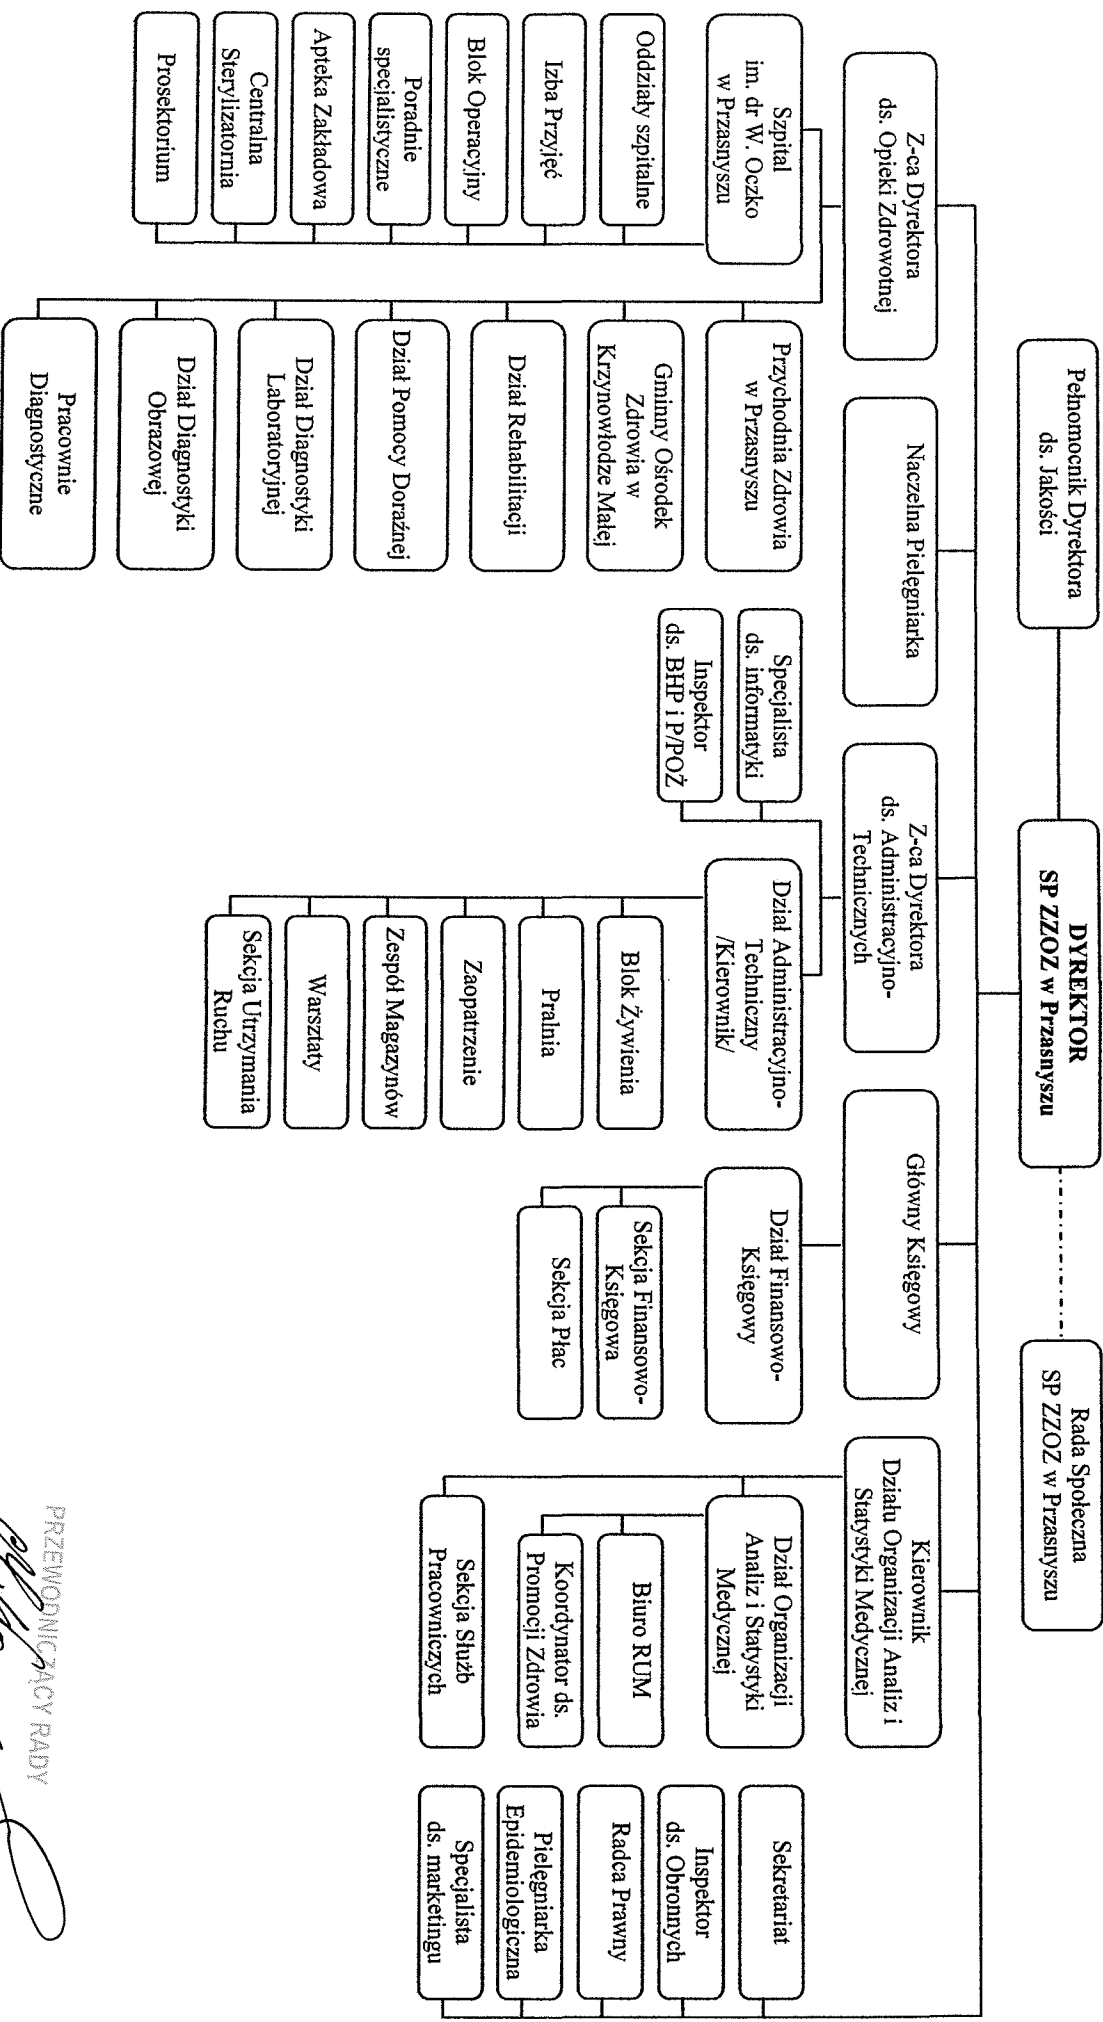 Pełnomocnik Dyrektora
ds. Jakości
DYREKTOR
SP ZZOZ w Przasnyszu
Rada Społeczna
SP ZZOZ w Przasnyszu
Z-ca Dyrektora
ds. Opieki Zdrowotnej
Naczelna Pielęgniarka
Z-ca Dyrektora
ds. Administracyjno-
Technicznych
Główny Księgowy
Kierownik
Działu Organizacji Analiz i
Statystyki Medycznej
Szpital
im. dr W. Oczko
w Przasnyszu
Oddziały szpitalne
Izba Przyjęć
Blok Operacyjny
Poradnie
specjalistyczne
Apteka Zakładowa
Centralna
Sterylizatornia
Prosektorium
Przychodnia Zdrowia
w Przasnyszu
Gminny Ośrodek
Zdrowia w
Krzynowłodze Małej
Dział Rehabilitacji
Dział Pomocy Doraźnej
Dział Diagnostyki
Laboratoryjnej
Dział Diagnostyki
Obrazowej
Pracownie
Diagnostyczne
Specjalista
ds. informatyki
Inspektor
ds. BHP i P/POŻ
Dział Administracyjno-
Techniczny
/Kierownik/
Blok Żywienia
Pralnia
Zaopatrzenie
Zespół Magazynów
Warsztaty
Sekcja Utrzymania
Ruchu
Dział Finansowo-
Księgowy
Sekcja Finansowo-
Księgowa
Sekcja Płac
Dział Organizacji
Analiz i Statystyki
Medycznej
Biuro RUM
Koordynator ds.
Promocji Zdrowia
Sekcja Służb
Pracowniczych
Sekretariat
Inspektor
ds. Obronnych
Radca Prawny
Pielęgniarka
Epidemiologiczna
Specjalista
ds. marketingu
PRZEWODNICZĄCY RADY